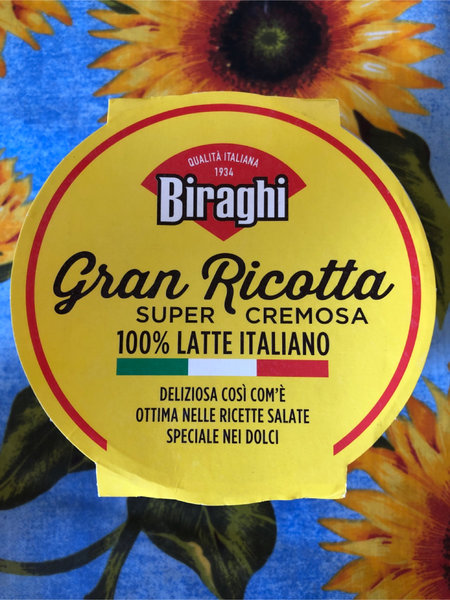 QUALITÀ ITALIANA
1934
Biraghi
Gran Ricotta
SUPER CREMOSA
100% LATTE ITALIANO
DELIZIOSA COSÌ COM'È
OTTIMA NELLE RICETTE SALATE
SPECIALE NEI DOLCI